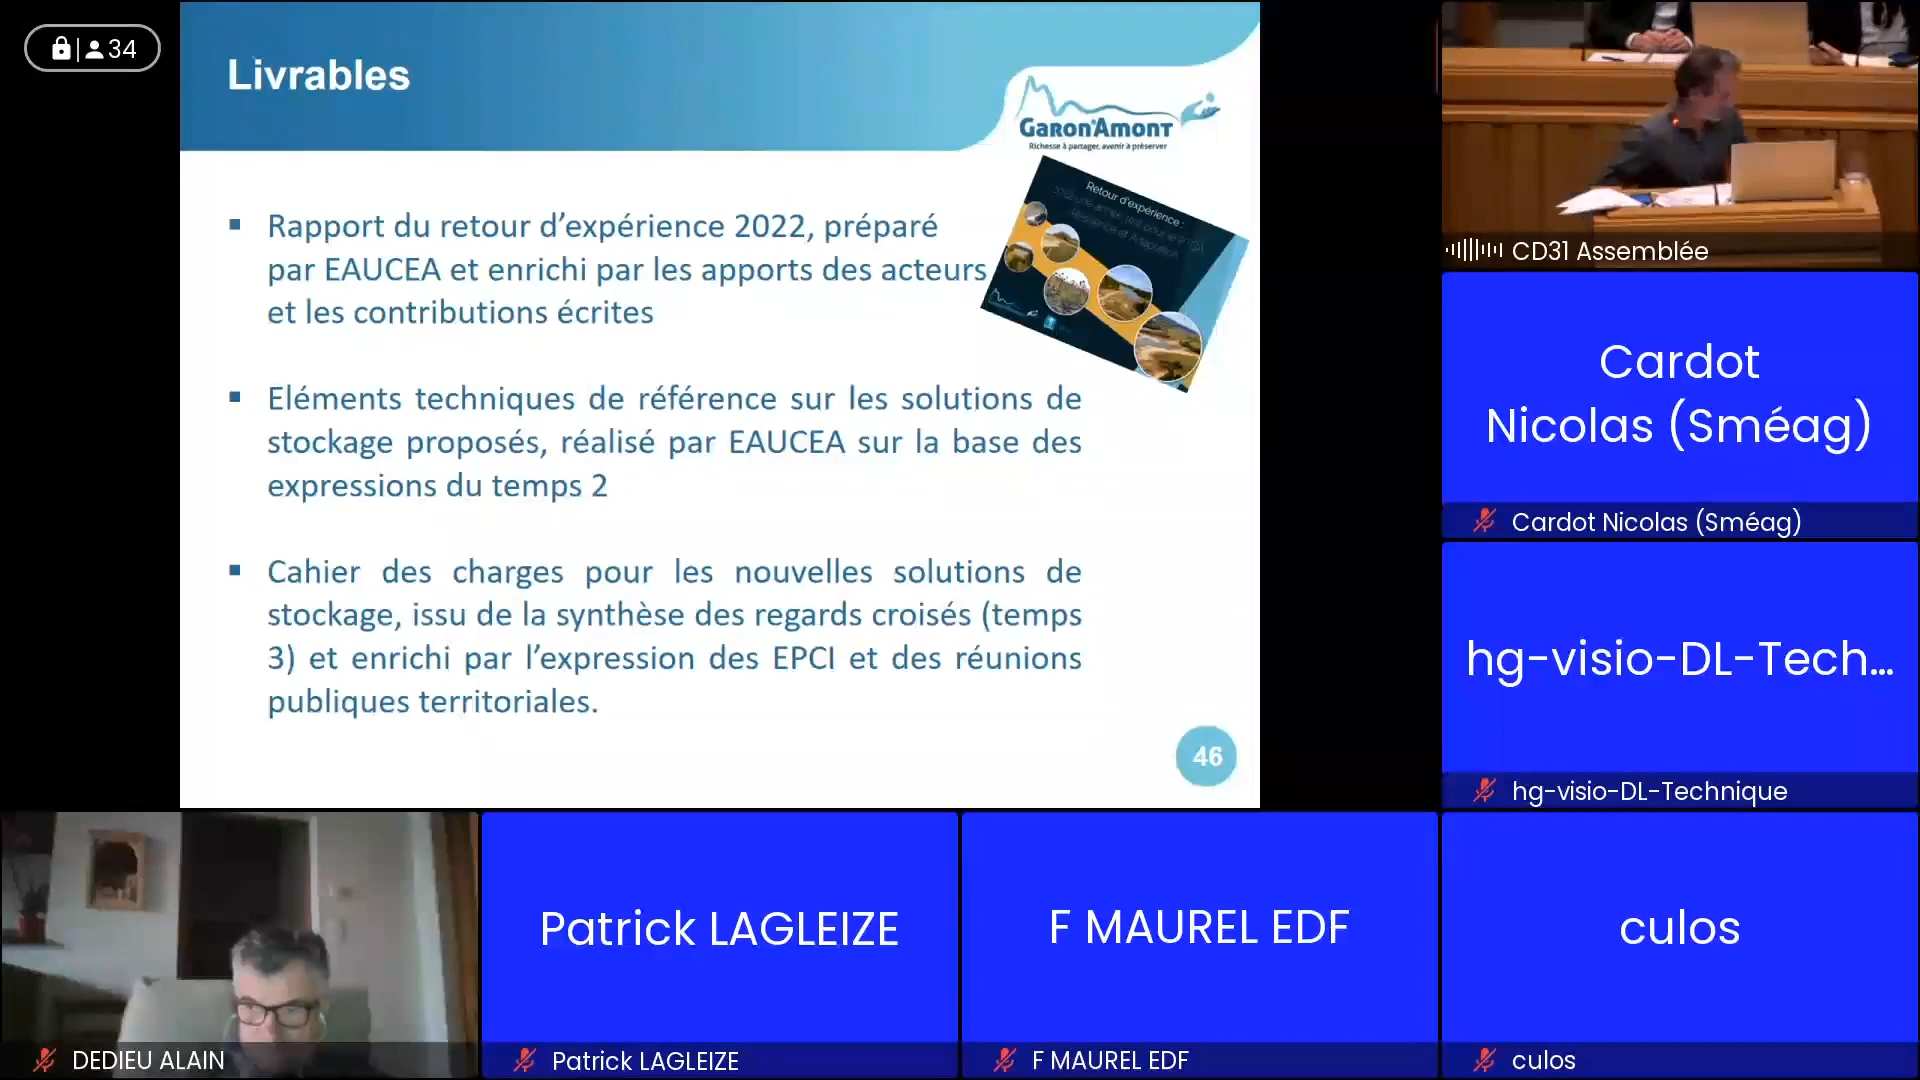 34
Livrables
GARON'AMONT
Richesse à partager, avenir à préserver
Retour d'expérience :
Rapport du retour d’expérience 2022, préparé
par EAUCEA et enrichi par les apports des acteurs
et les contributions écrites
Eléments techniques de référence sur les solutions de
stockage proposés, réalisé par EAUCEA sur la base des
expressions du temps 2
Cahier des charges pour les nouvelles solutions de
stockage, issu de la synthèse des regards croisés (temps
3) et enrichi par l’expression des EPCI et des réunions
publiques territoriales.
46
CD31 Assemblée
Cardot
Nicolas (Sméag)
Cardot Nicolas (Sméag)
hg-visio-DL-Tech...
hg-visio-DL-Technique
DEDIEU ALAIN
Patrick LAGLEIZE
Patrick LAGLEIZE
F MAUREL EDF
F MAUREL EDF
culos
culos